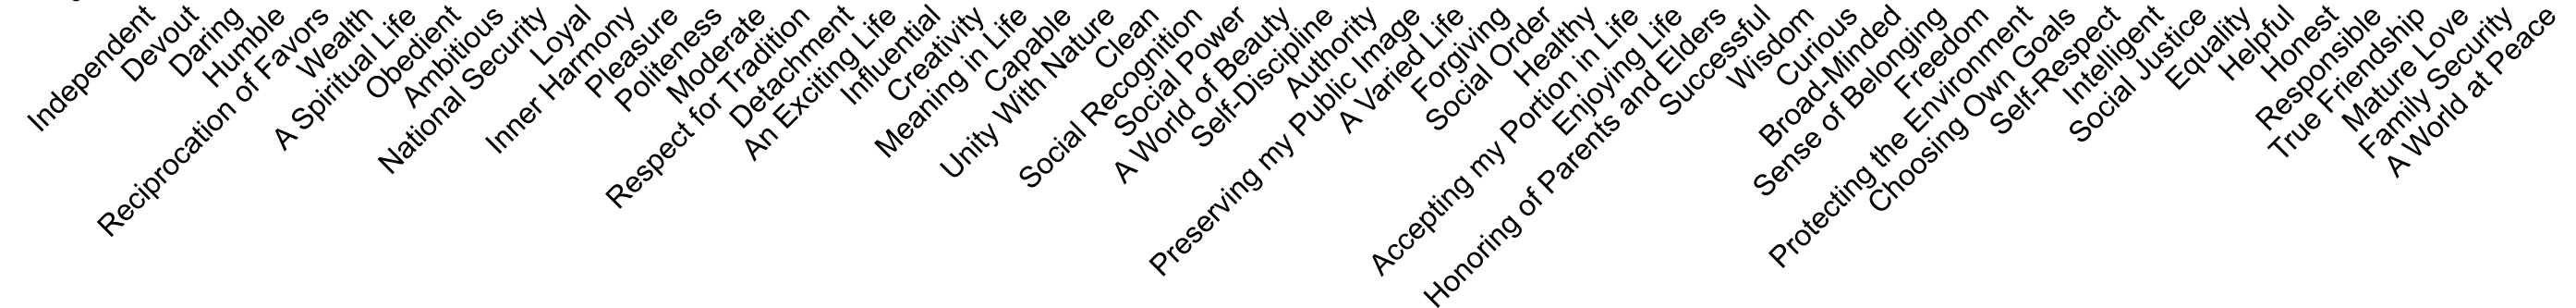 Independent
Devout
Daring
Humble
Reciprocation of Favors
Wealth
A Spiritual Life
Obedient
Ambitious
National Security
Loyal
Inner Harmony
Pleasure
Politeness
Moderate
Respect for Tradition
Detachment
An Exciting Life
Influential
Creativity
Meaning in Life
Capable
Unity With Nature
Clean
Social Recognition
Social Power
A World of Beauty
Self-Discipline
Authority
Preserving my Public Image
A Varied Life
Forgiving
Social Order
Healthy
Accepting my Portion in Life
Enjoying Life
Honoring of Parents and Elders
Successful
Wisdom
Curious
Broad-Minded
Sense of Belonging
Freedom
Protecting the Environment
Choosing Own Goals
Self-Respect
Intelligent
Social Justice
Equality
Helpful
Honest
Responsible
True Friendship
Mature Love
Family Security
A World at Peace